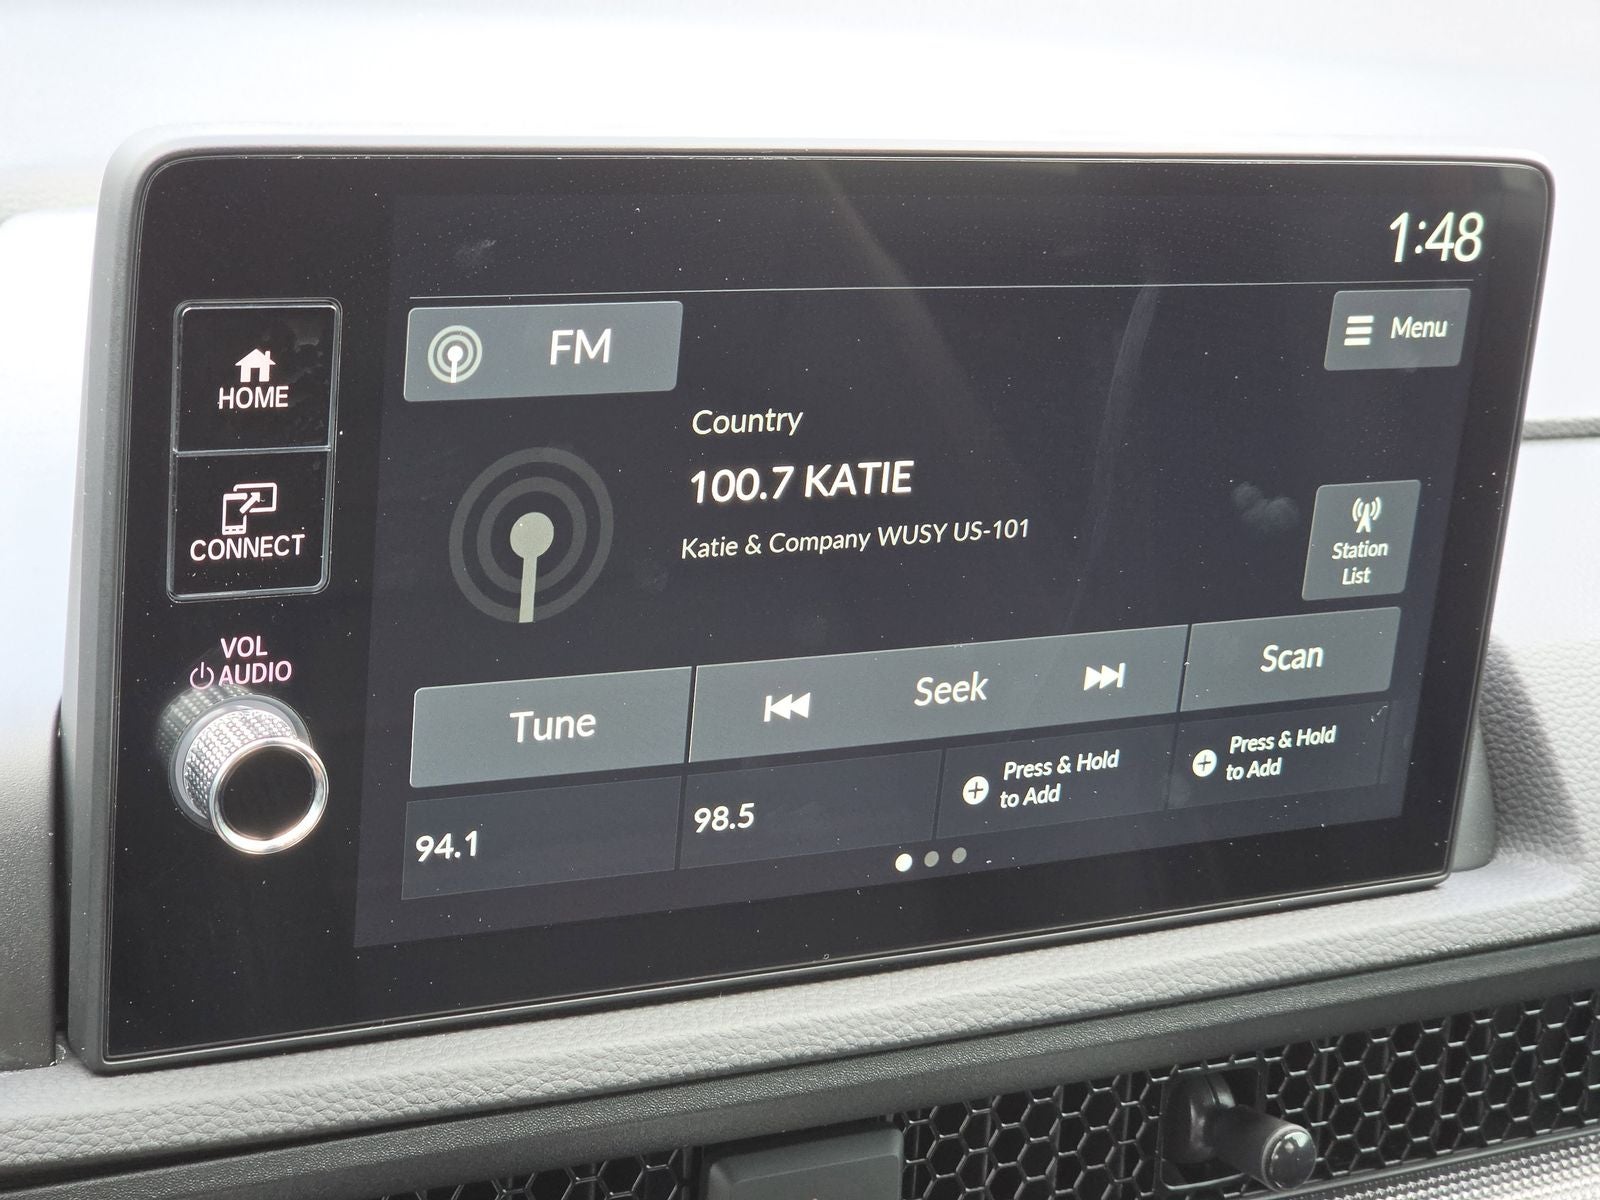 1:48
HOME
CONNECT
VOL
AUDIO
FM
Menu
Country
100.7 KATIE
Katie & Company WUSY US-101
Station
List
Tune
Seek
Scan
94.1
98.5
Press & Hold
to Add
Press & Hold
to Add